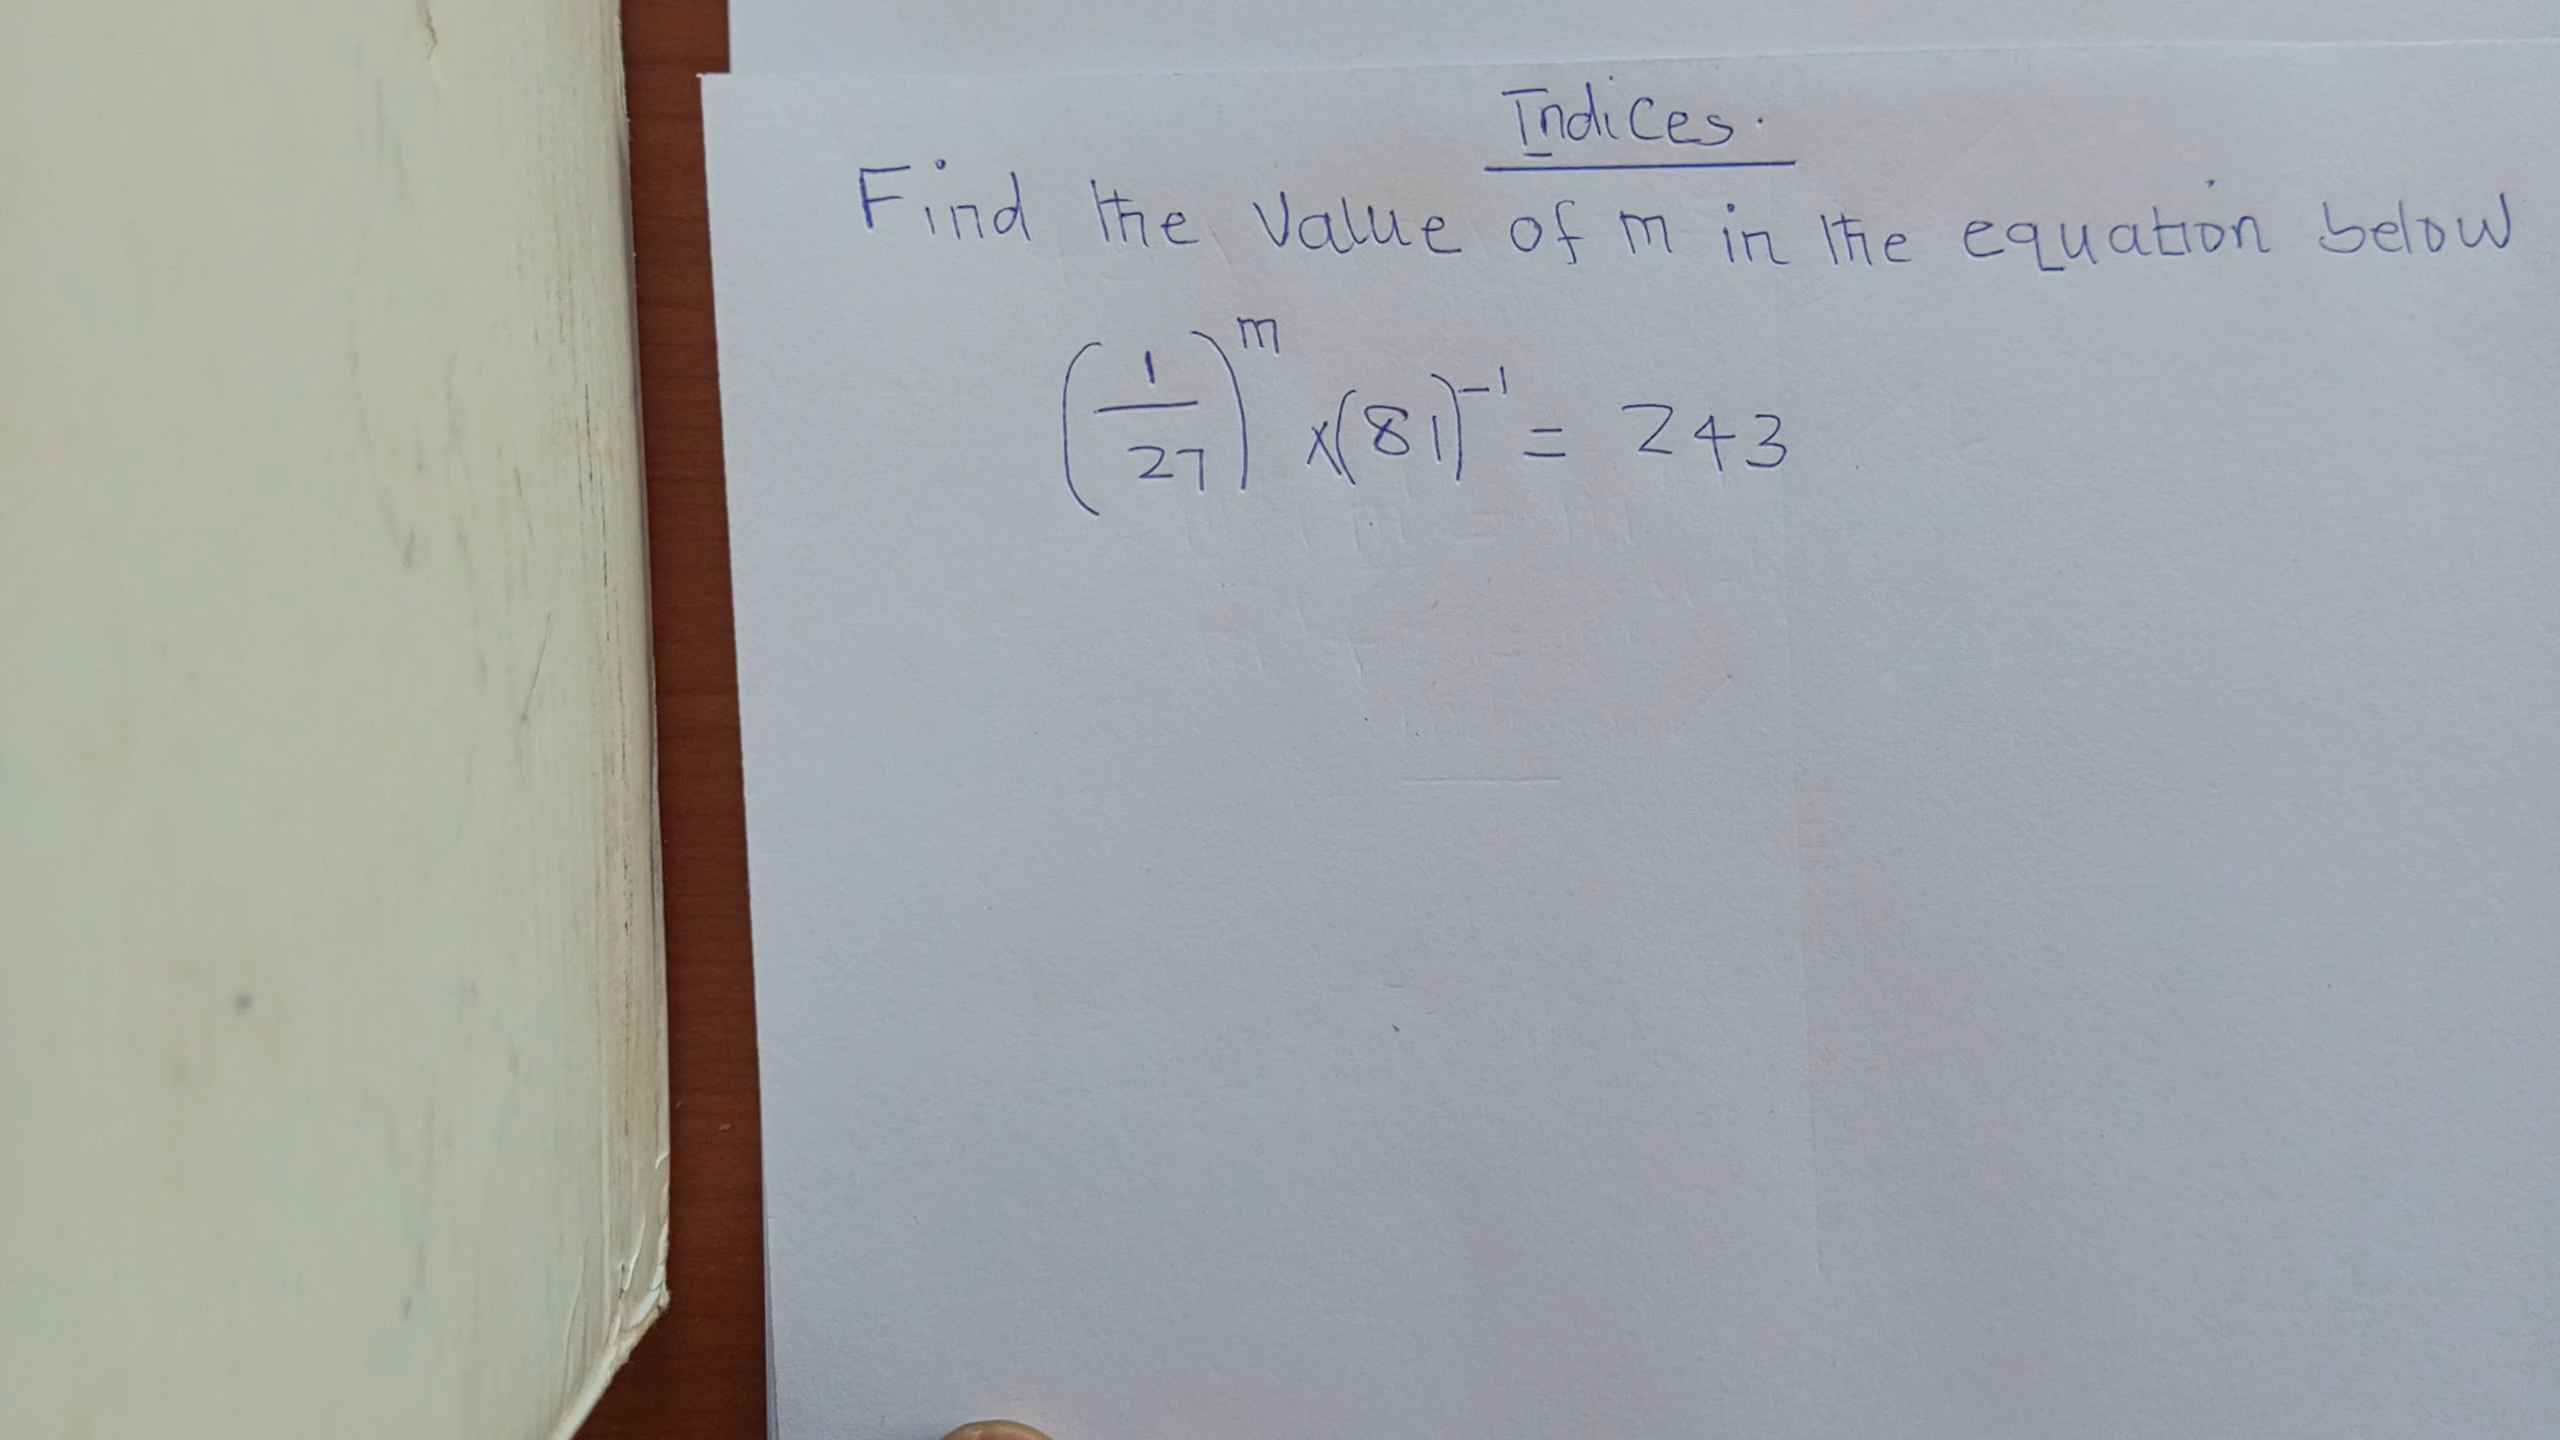 Indices.
Find the value of m in the equation below
(1/27)^m x(81)^-1 = 243